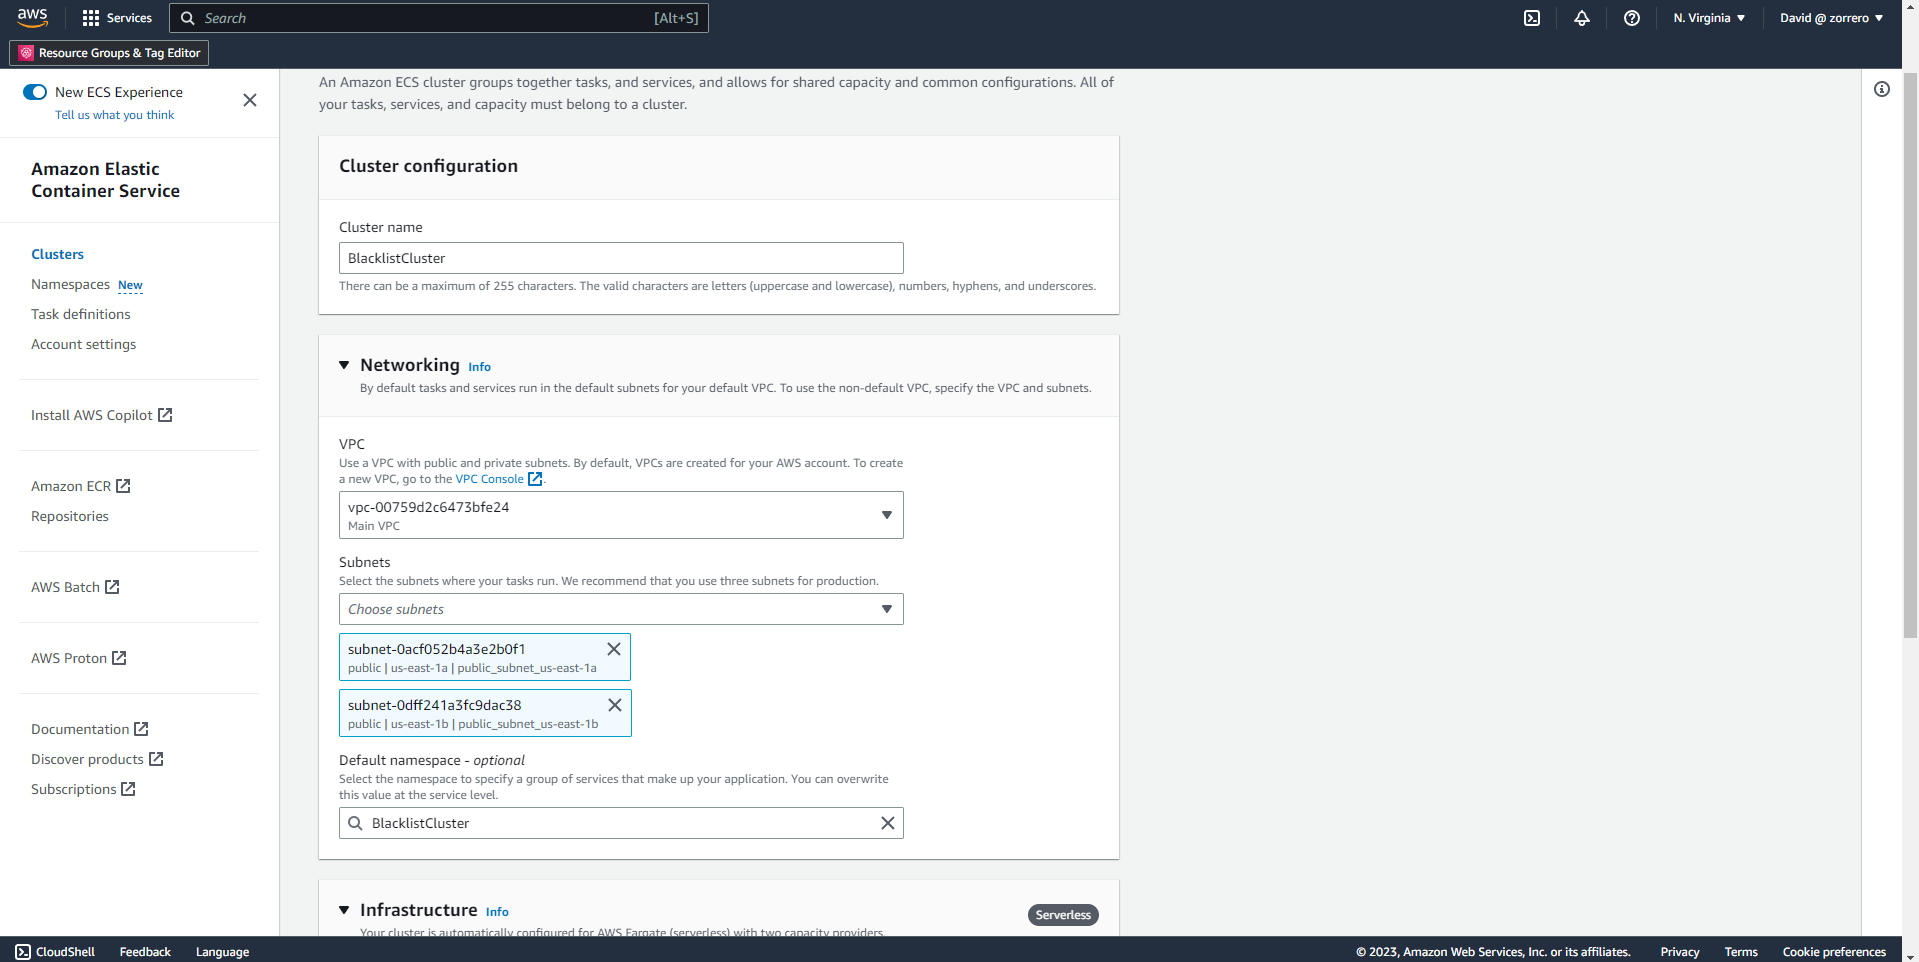 aws
Services
Search
[Alt+S]
N. Virginia
David @ zorrero
Resource Groups & Tag Editor
New ECS Experience
Tell us what you think
Amazon Elastic
Container Service
Clusters
Namespaces New
Task definitions
Account settings
Install AWS Copilot
Amazon ECR
Repositories
AWS Batch
AWS Proton
Documentation
Discover products
Subscriptions
An Amazon ECS cluster groups together tasks, and services, and allows for shared capacity and common configurations. All of
your tasks, services, and capacity must belong to a cluster.
Cluster configuration
Cluster name
BlacklistCluster
There can be a maximum of 255 characters. The valid characters are letters (uppercase and lowercase), numbers, hyphens, and underscores.
Networking Info
By default tasks and services run in the default subnets for your default VPC. To use the non-default VPC, specify the VPC and subnets.
VPC
Use a VPC with public and private subnets. By default, VPCs are created for your AWS account. To create
a new VPC, go to the VPC Console.
vpc-00759d2c6473bfe24
Main VPC
Subnets
Select the subnets where your tasks run. We recommend that you use three subnets for production.
Choose subnets
subnet-0acf052b4a3e2b0f1
public | us-east-1a | public_subnet_us-east-1a
subnet-0dff241a3fc9dac38
public | us-east-1b | public_subnet_us-east-1b
Default namespace - optional
Select the namespace to specify a group of services that make up your application. You can overwrite
this value at the service level.
BlacklistCluster
Infrastructure Info
Serverless
Your cluster is automatically configured for AWS Fargate (serverless) with two capacity providers.
CloudShell
Feedback
Language
© 2023, Amazon Web Services, Inc. or its affiliates.
Privacy
Terms
Cookie preferences